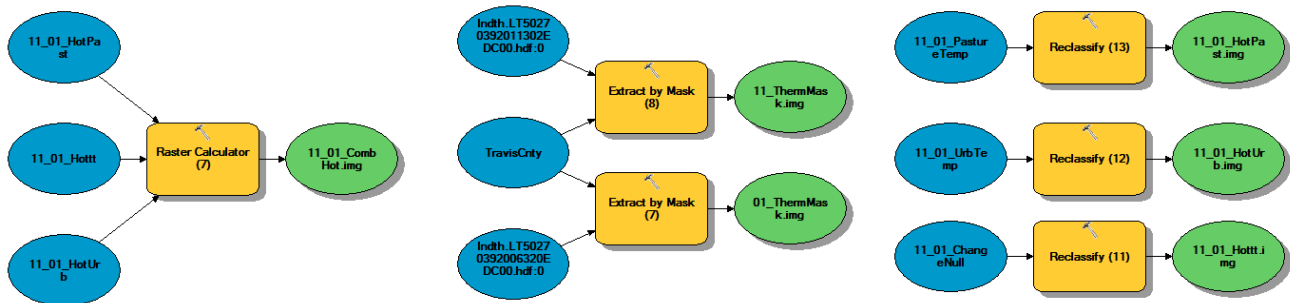 11_01_HotPa
st
11_01_Hottt
11_01_HotUr
b
Raster Calculator
(7)
11_01_Comb
Hot.img
lndth.LT5027
0392011302E
DC00.hdf:0
TravisCnty
lndth.LT5027
0392006320E
DC00.hdf:0
Extract by Mask
(8)
Extract by Mask
(7)
11_ThermMas
k.img
01_ThermMas
k.img
11_01_Pastur
eTemp
Reclassify (13)
11_01_HotPa
st.img
11_01_UrbTe
mp
Reclassify (12)
11_01_HotUr
b.img
11_01_Chang
eNull
Reclassify (11)
11_01_Hottt.i
mg